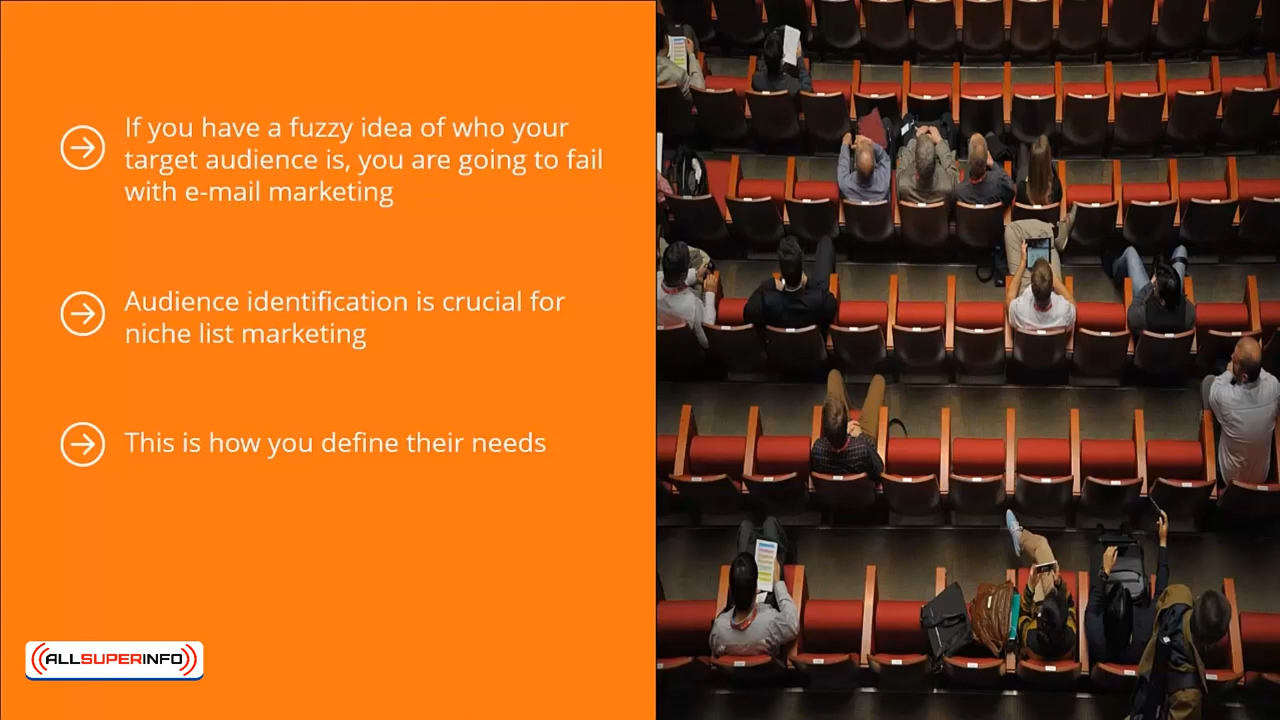 If you have a fuzzy idea of who your
target audience is, you are going to fail
with e-mail marketing
Audience identification is crucial for
niche list marketing
This is how you define their needs
ALLSUPERINFO